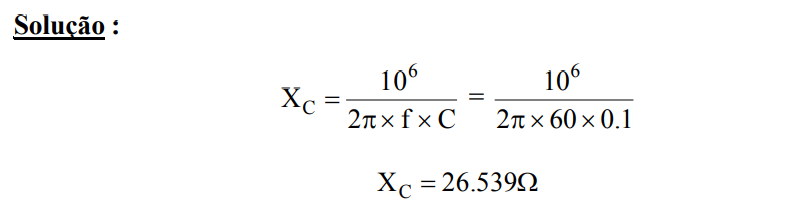 Solução :
X_C = 10^6 / (2π × f × C) = 10^6 / (2π × 60 × 0.1)
X_C = 26.539Ω